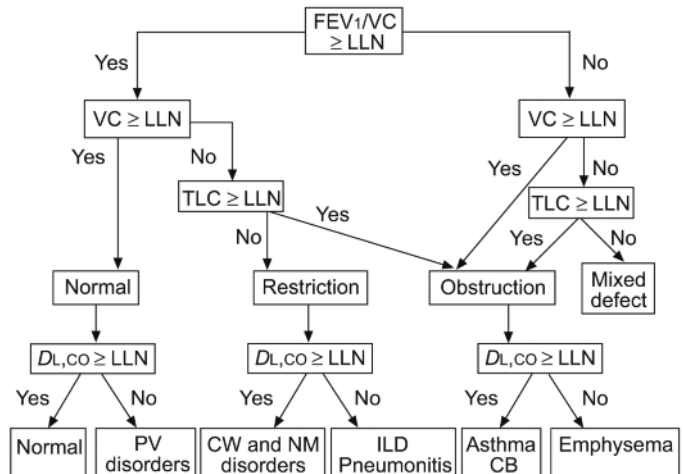 FEV1/VC
≥ LLN
Yes
No
VC ≥ LLN
VC ≥ LLN
Yes
No
Yes
No
TLC ≥ LLN
TLC ≥ LLN
No
Yes
Yes
No
Normal
Restriction
Obstruction
Mixed
defect
DL,CO ≥ LLN
DL,CO ≥ LLN
DL,CO ≥ LLN
Yes
No
Yes
No
Yes
No
Normal
PV
disorders
CW and NM
disorders
ILD
Pneumonitis
Asthma
CB
Emphysema